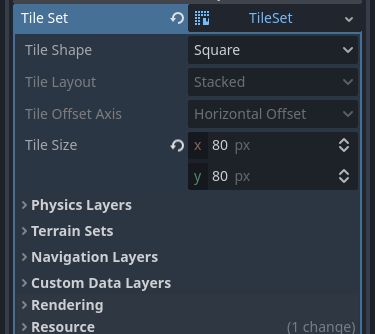 Tile Set TileSet
Tile Shape Square
Tile Layout Stacked
Tile Offset Axis Horizontal Offset
Tile Size x 80 px
y 80 px
Physics Layers
Terrain Sets
Navigation Layers
Custom Data Layers
Rendering
Resource (1 change)